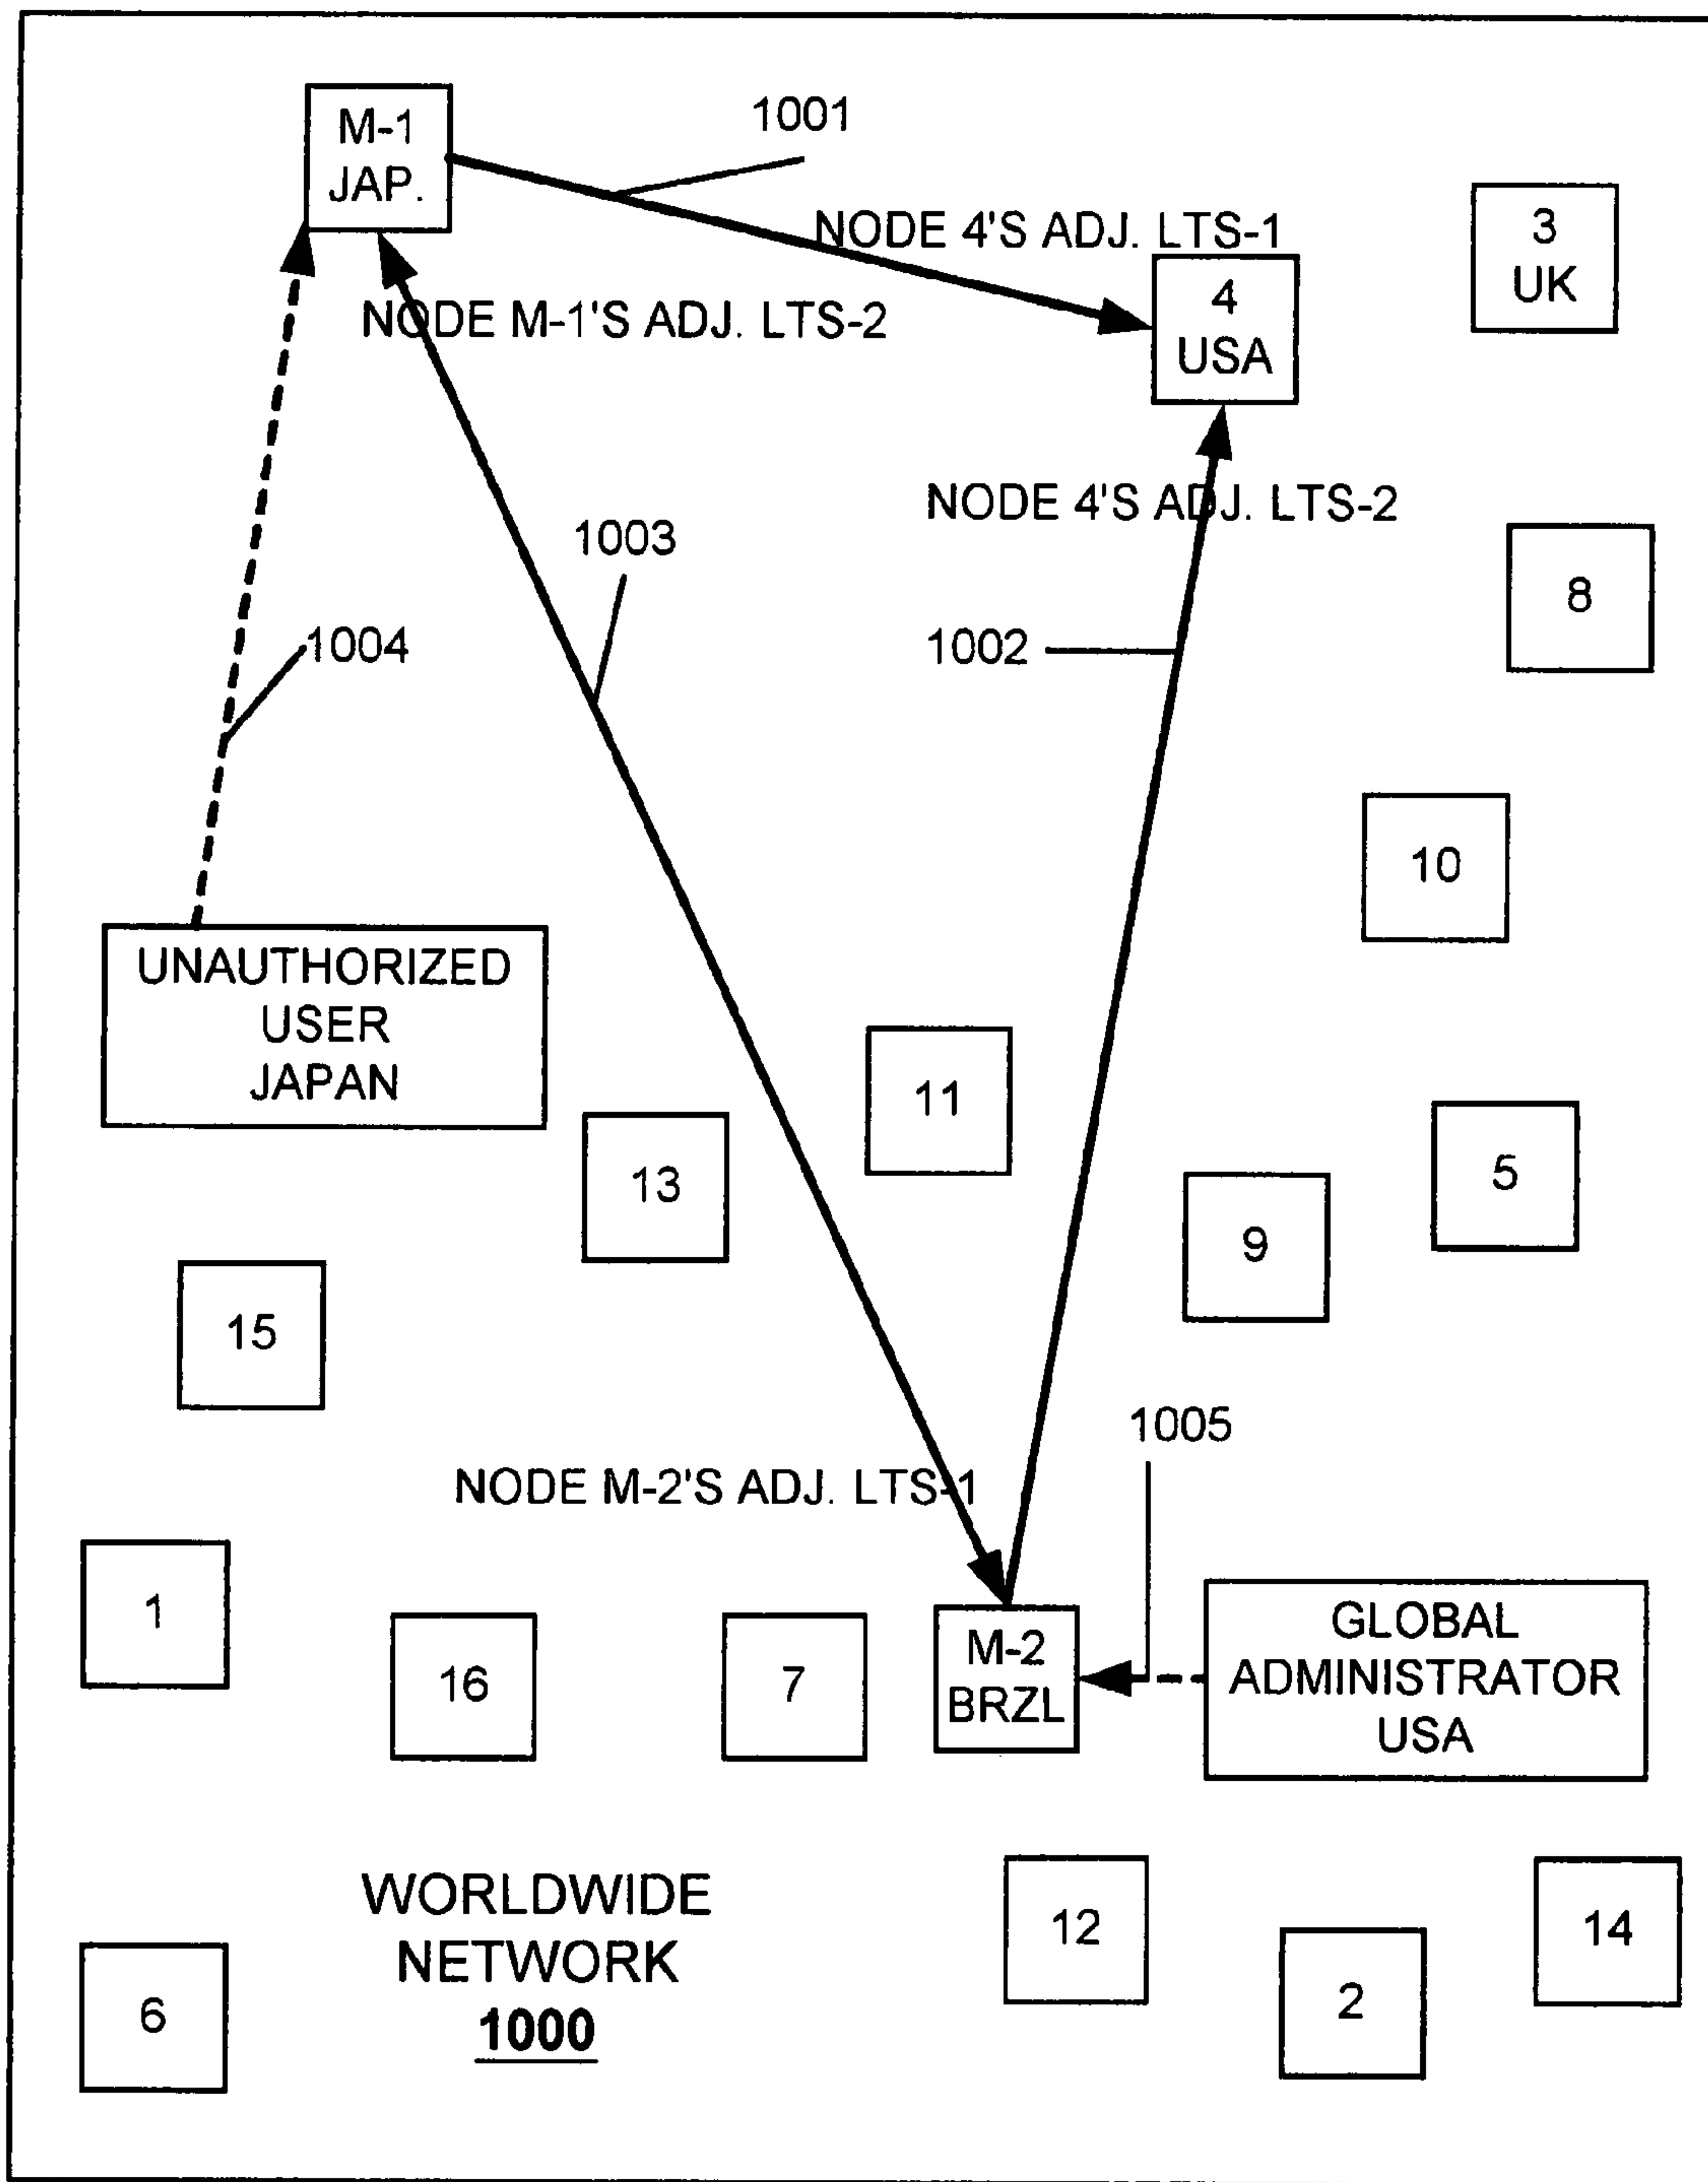 M-1
JAP.
1001
NODE 4'S ADJ. LTS-1
3
UK
4
USA
NODE M-1'S ADJ. LTS-2
NODE 4'S ADJ. LTS-2
1003
8
1004
1002
10
UNAUTHORIZED
USER
JAPAN
11
13
5
9
15
1005
NODE M-2'S ADJ. LTS-1
1
16
7
M-2
BRZL
GLOBAL
ADMINISTRATOR
USA
WORLDWIDE
NETWORK
1000
12
14
2
6